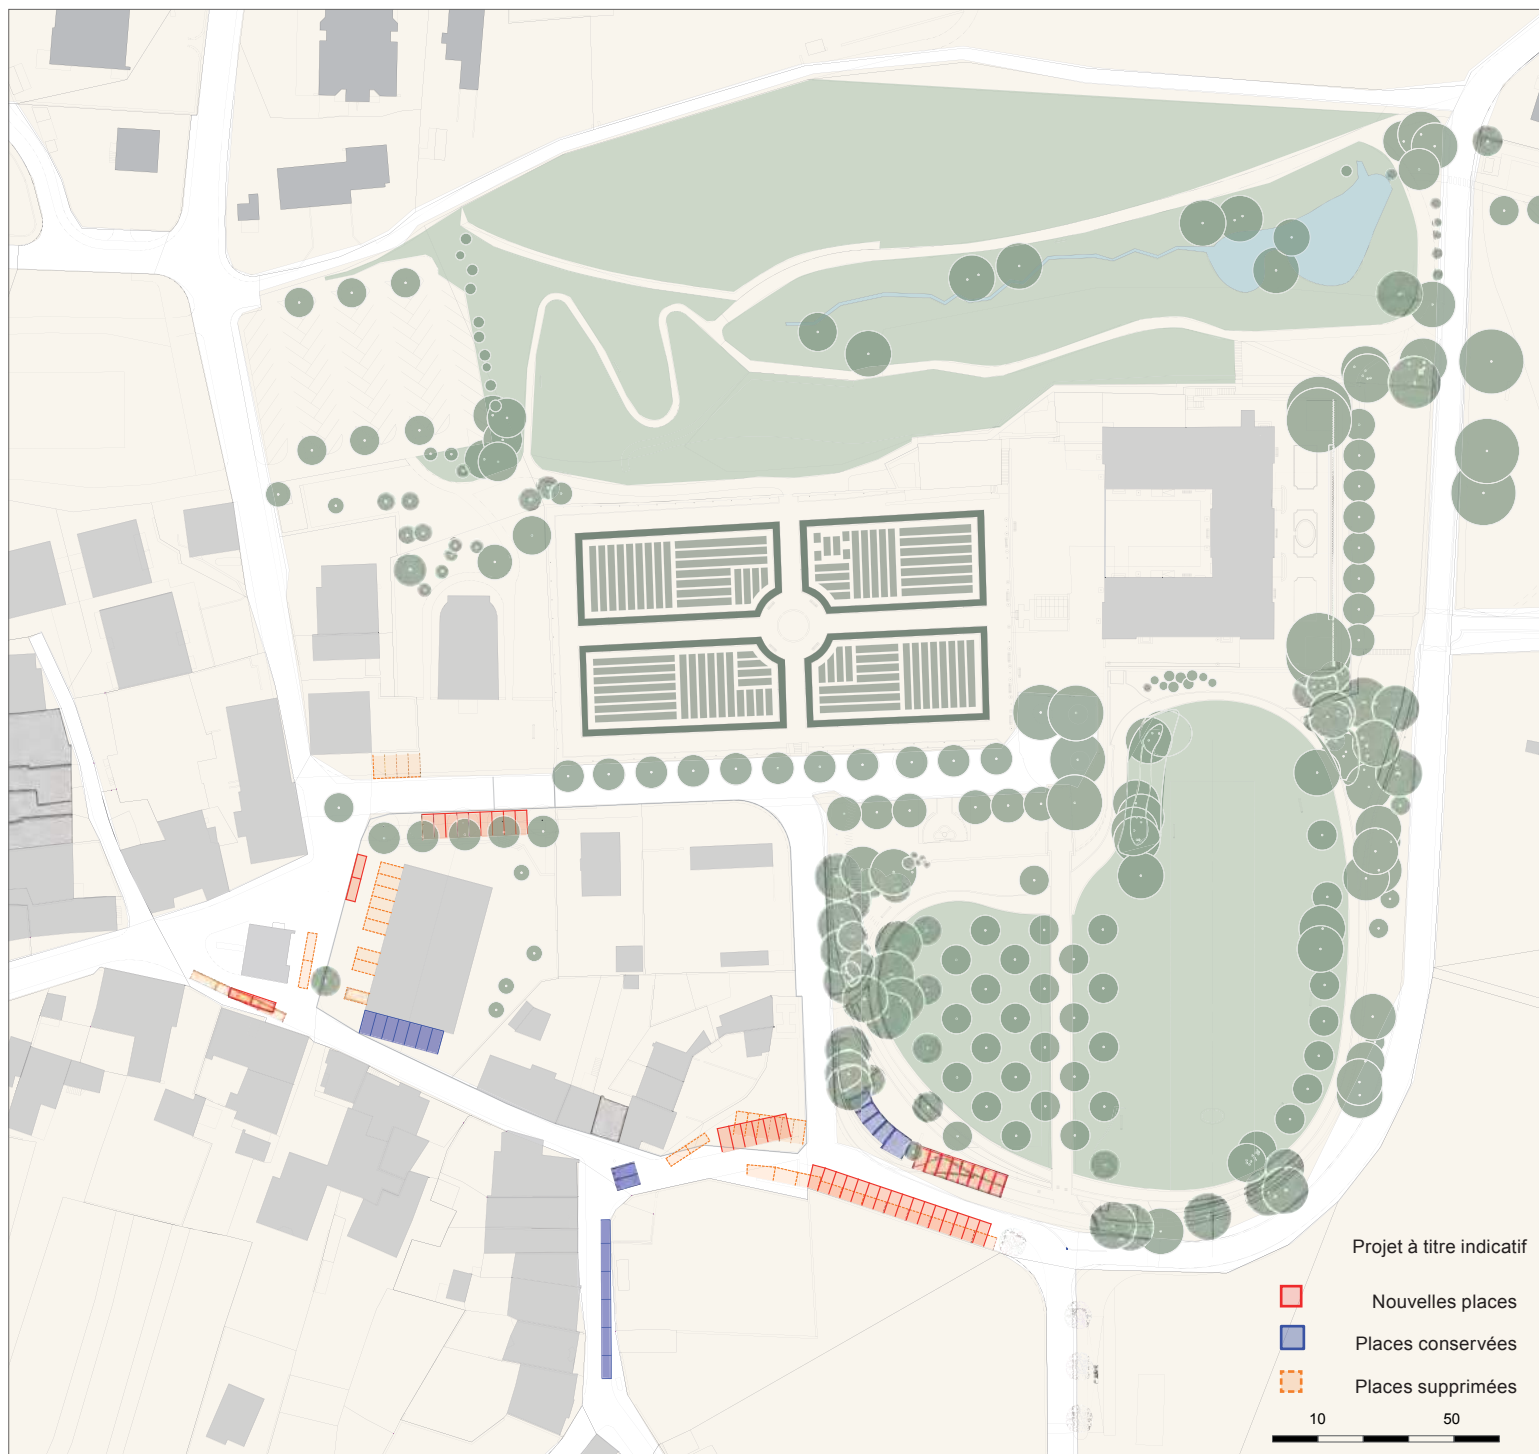 Projet à titre indicatif
Nouvelles places
Places conservées
Places supprimées
10 50